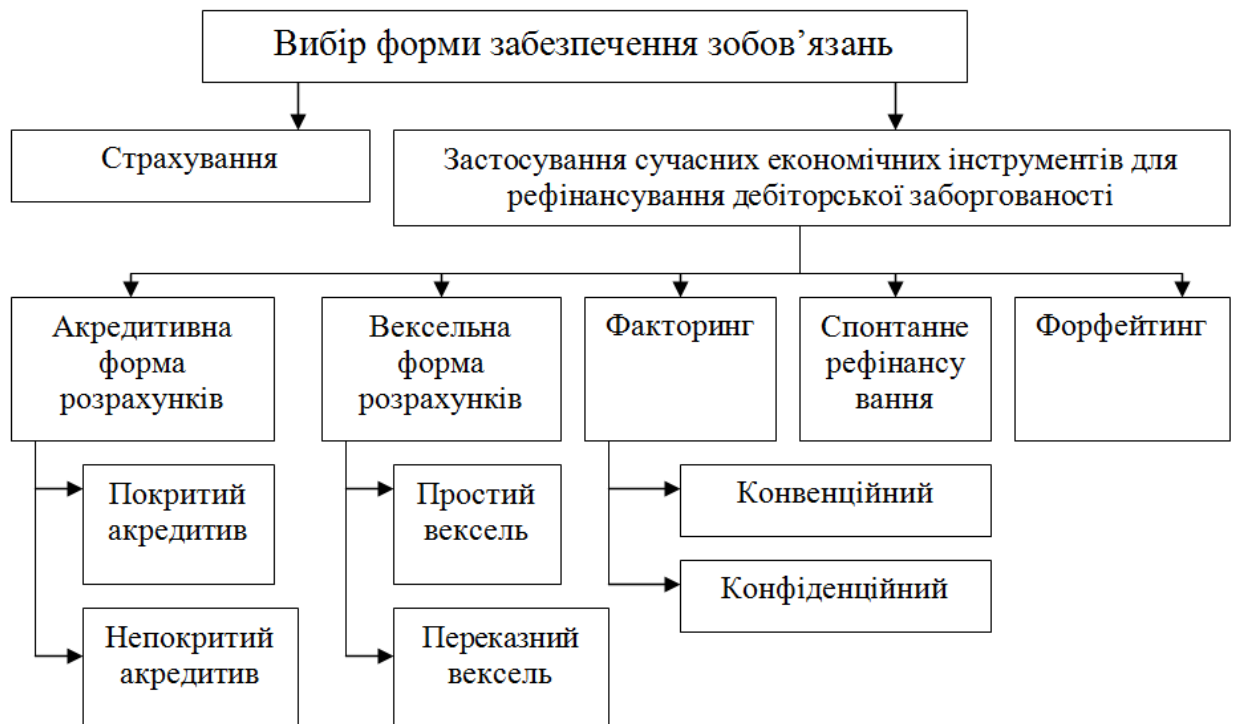 Вибір форми забезпечення зобов’язань
Страхування
Застосування сучасних економічних інструментів для
рефінансування дебіторської заборгованості
Акредитивна
форма
розрахунків
Вексельна
форма
розрахунків
Факторинг
Спонтанне
рефінансу
вання
Форфейтинг
Покритий
акредитив
Непокритий
акредитив
Простий
вексель
Переказний
вексель
Конвенційний
Конфіденційний